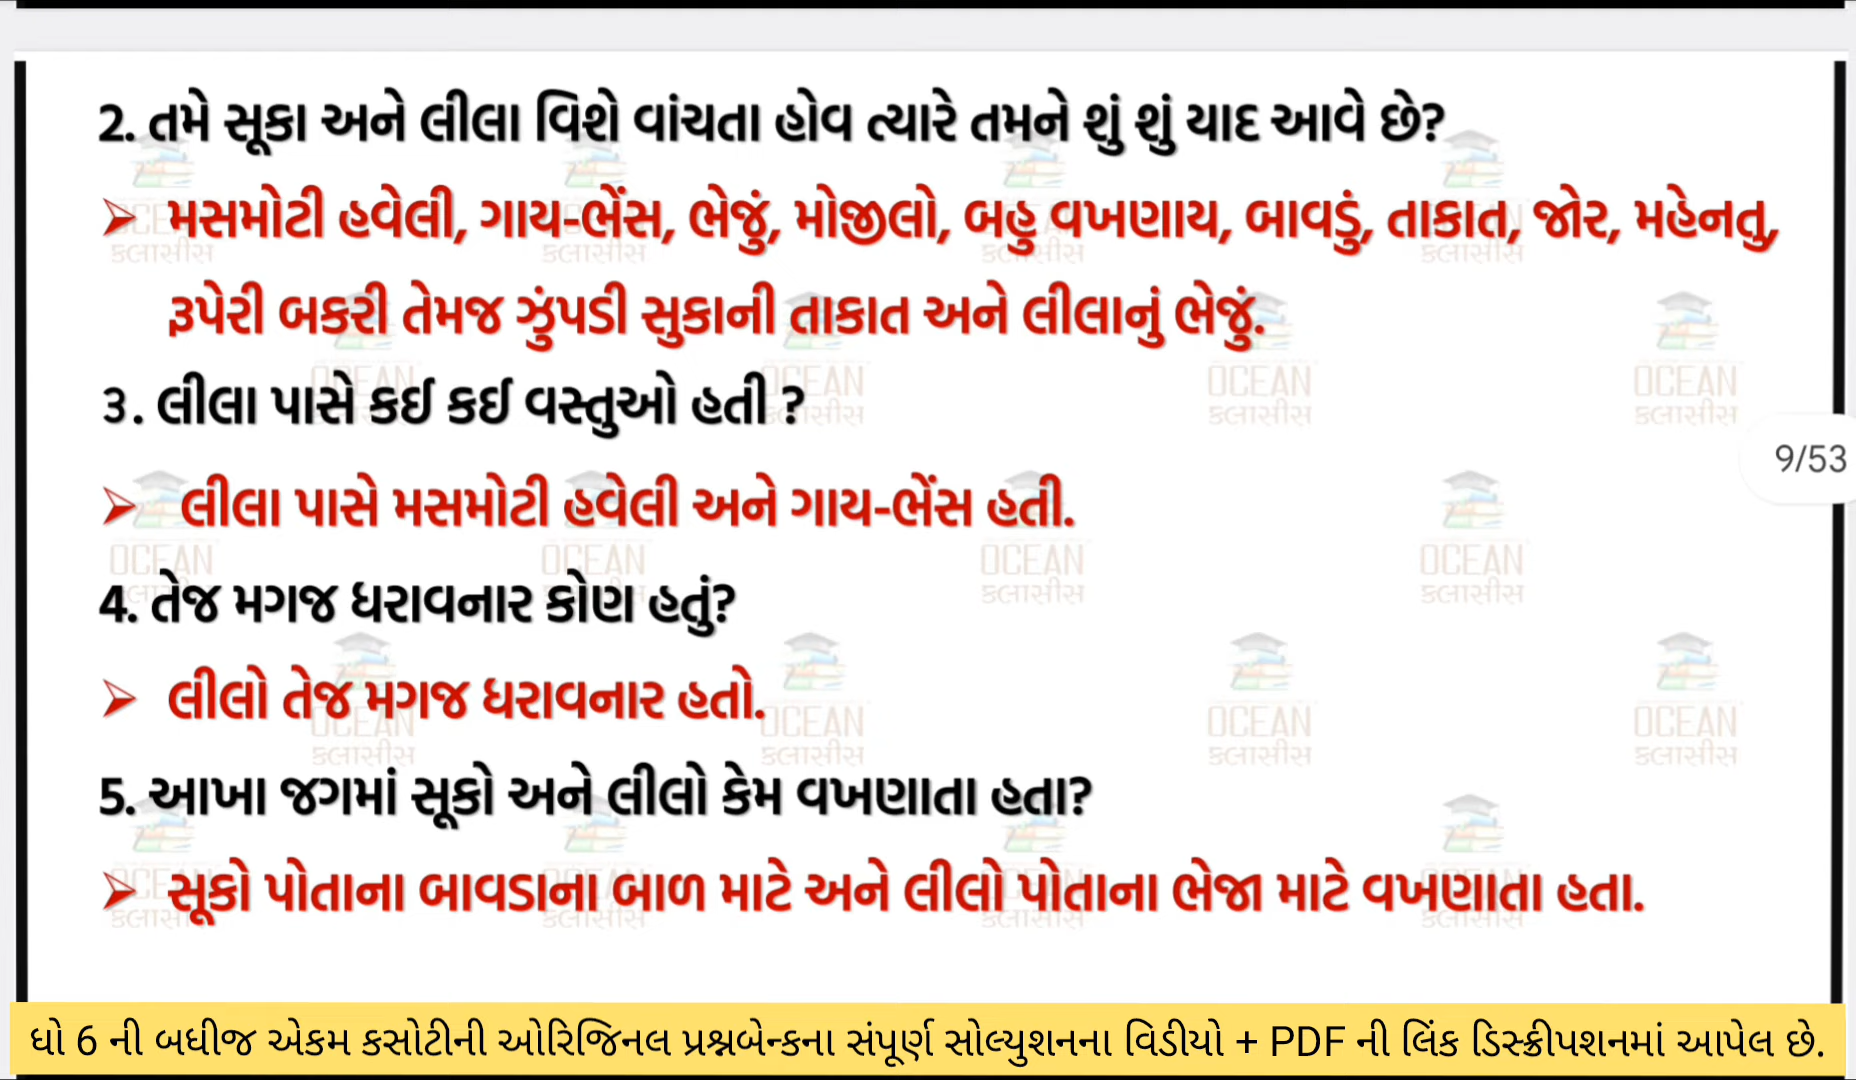 2. તમે સૂકા અને લીલા વિશે વાંચતા હોવ ત્યારે તમને શું શું યાદ આવે છે?
➢ મસમોટી હવેલી, ગાય-ભેંસ, ભેજું, મોજીલો, બહુ વખણાય, બાવડું, તાકાત, જોર, મહેનતુ,
રૂપેરી બકરી તેમજ ઝુંપડી સુકાની તાકાત અને લીલાનું ભેજું.
૩. લીલા પાસે કઈ કઈ વસ્તુઓ હતી ?
➢ લીલા પાસે મસમોટી હવેલી અને ગાય-ભેંસ હતી.
9/53
4. તેજ મગજ ધરાવનાર કોણ હતું?
➢ લીલો તેજ મગજ ધરાવનાર હતો.
5. આખા જગમાં સૂકો અને લીલો કેમ વખણાતા હતા?
➢ સૂકો પોતાના બાવડાના બાળ માટે અને લીલો પોતાના ભેજા માટે વખણાતા હતા.
OCEAN
ક્લાસીસ
ધો 6 ની બધીજ એકમ કસોટીની ઓરિજિનલ પ્રશ્નબેન્કના સંપૂર્ણ સોલ્યુશનના વિડીયો + PDF ની લિંક ડિસ્ક્રીપશનમાં આપેલ છે.